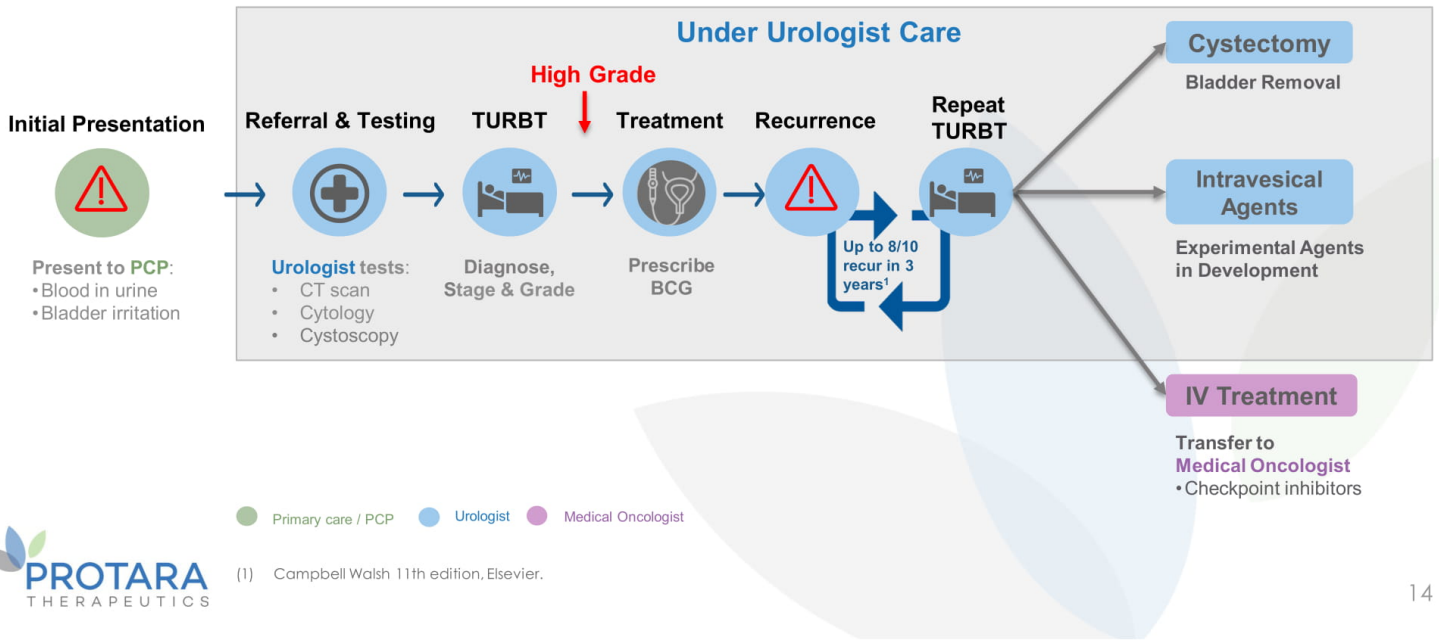 Under Urologist Care
High Grade
Initial Presentation
Present to PCP:
•Blood in urine
•Bladder irritation
Referral & Testing
Urologist tests:
• CT scan
• Cytology
• Cystoscopy
TURBT
Diagnose,
Stage & Grade
Treatment
Prescribe
BCG
Recurrence
Up to 8/10
recur in 3
years¹
Repeat
TURBT
Cystectomy
Bladder Removal
Intravesical
Agents
Experimental Agents
in Development
IV Treatment
Transfer to
Medical Oncologist
•Checkpoint inhibitors
Primary care / PCP
Urologist
Medical Oncologist
PROTARA
THERAPEUTICS
(1) Campbell Walsh 11th edition, Elsevier.
14